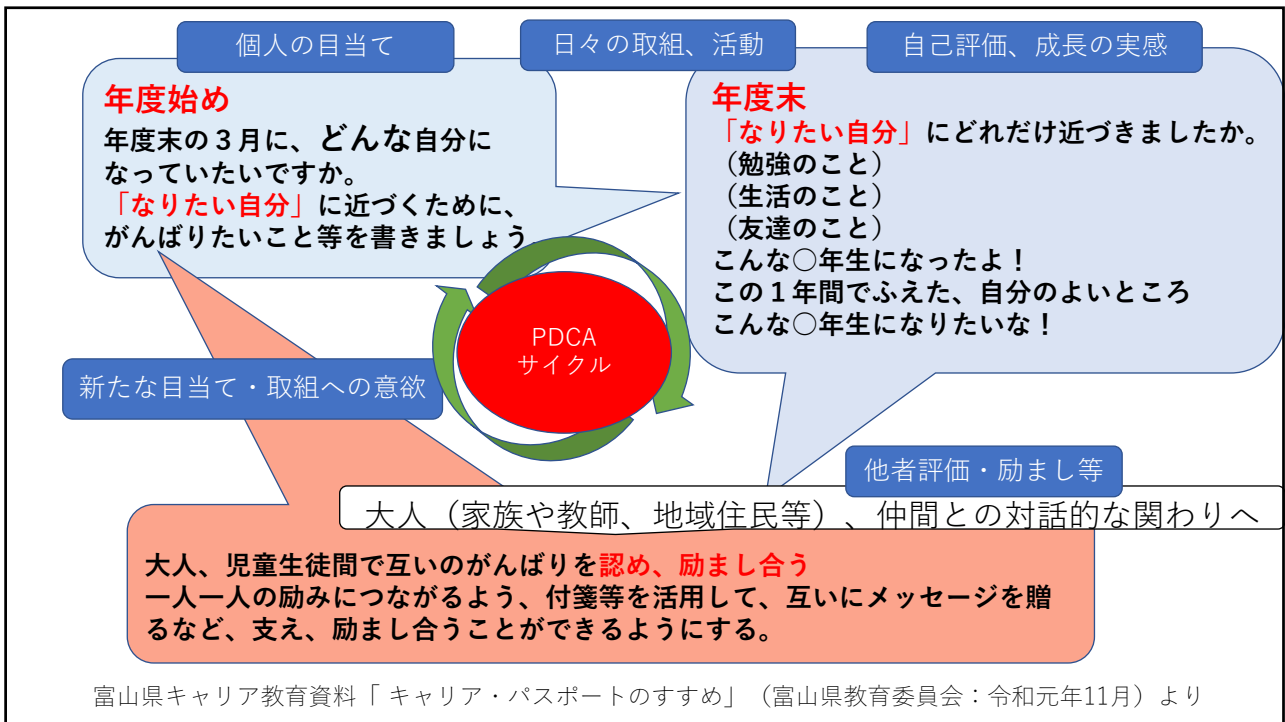 個人の目当て
日々の取組、活動
自己評価、成長の実感
年度始め
年度末の３月に、どんな自分に
なっていたいですか。
「なりたい自分」に近づくために、
がんばりたいこと等を書きましょう。
年度末
「なりたい自分」にどれだけ近づきましたか。
（勉強のこと）
（生活のこと）
（友達のこと）
こんな○年生になったよ！
この１年間でふえた、自分のよいところ
こんな○年生になりたいな！
PDCA
サイクル
新たな目当て・取組への意欲
他者評価・励まし等
大人（家族や教師、地域住民等）、仲間との対話的な関わりへ
大人、児童生徒間で互いのがんばりを認め、励まし合う
一人一人の励みにつながるよう、付箋等を活用して、互いにメッセージを贈
るなど、支え、励まし合うことができるようにする。
富山県キャリア教育資料「 キャリア・パスポートのすすめ」（富山県教育委員会：令和元年11月）より